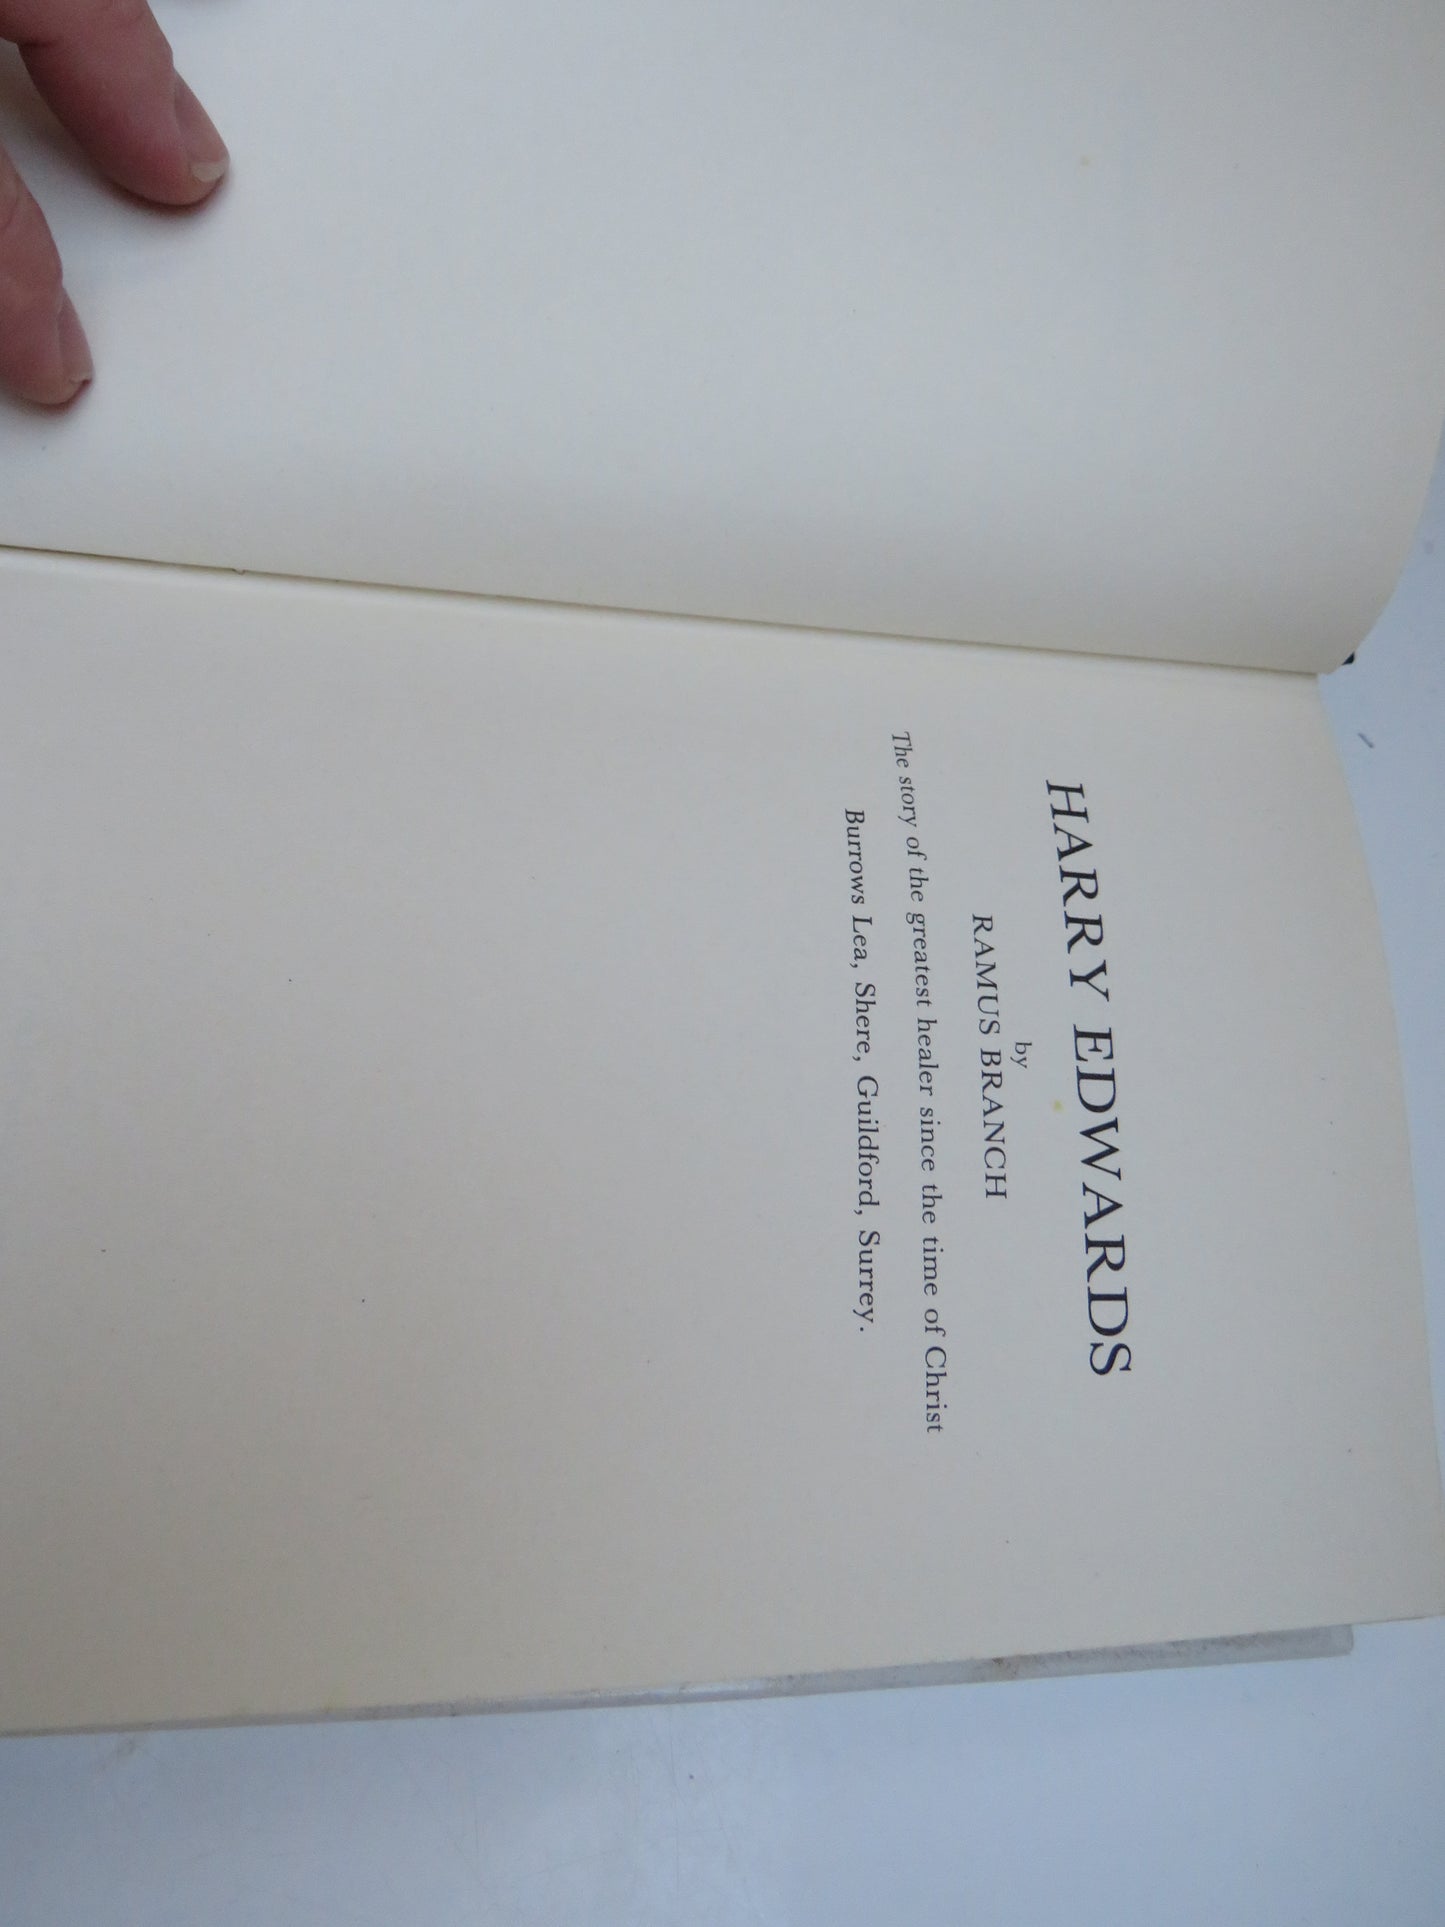 HARRY EDWARDS
by
RAMUS BRANCH
The story of the greatest healer since the time of Christ
Burrows Lea, Shere, Guildford, Surrey.